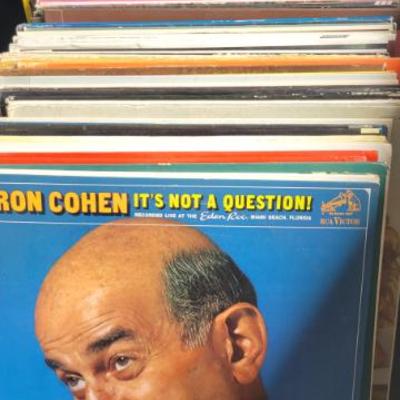 RON COHEN IT'S NOT A QUESTION!
RECORDED LIVE AT THE Eden Roc, MIAMI BEACH, FLORIDA
RCA VICTOR